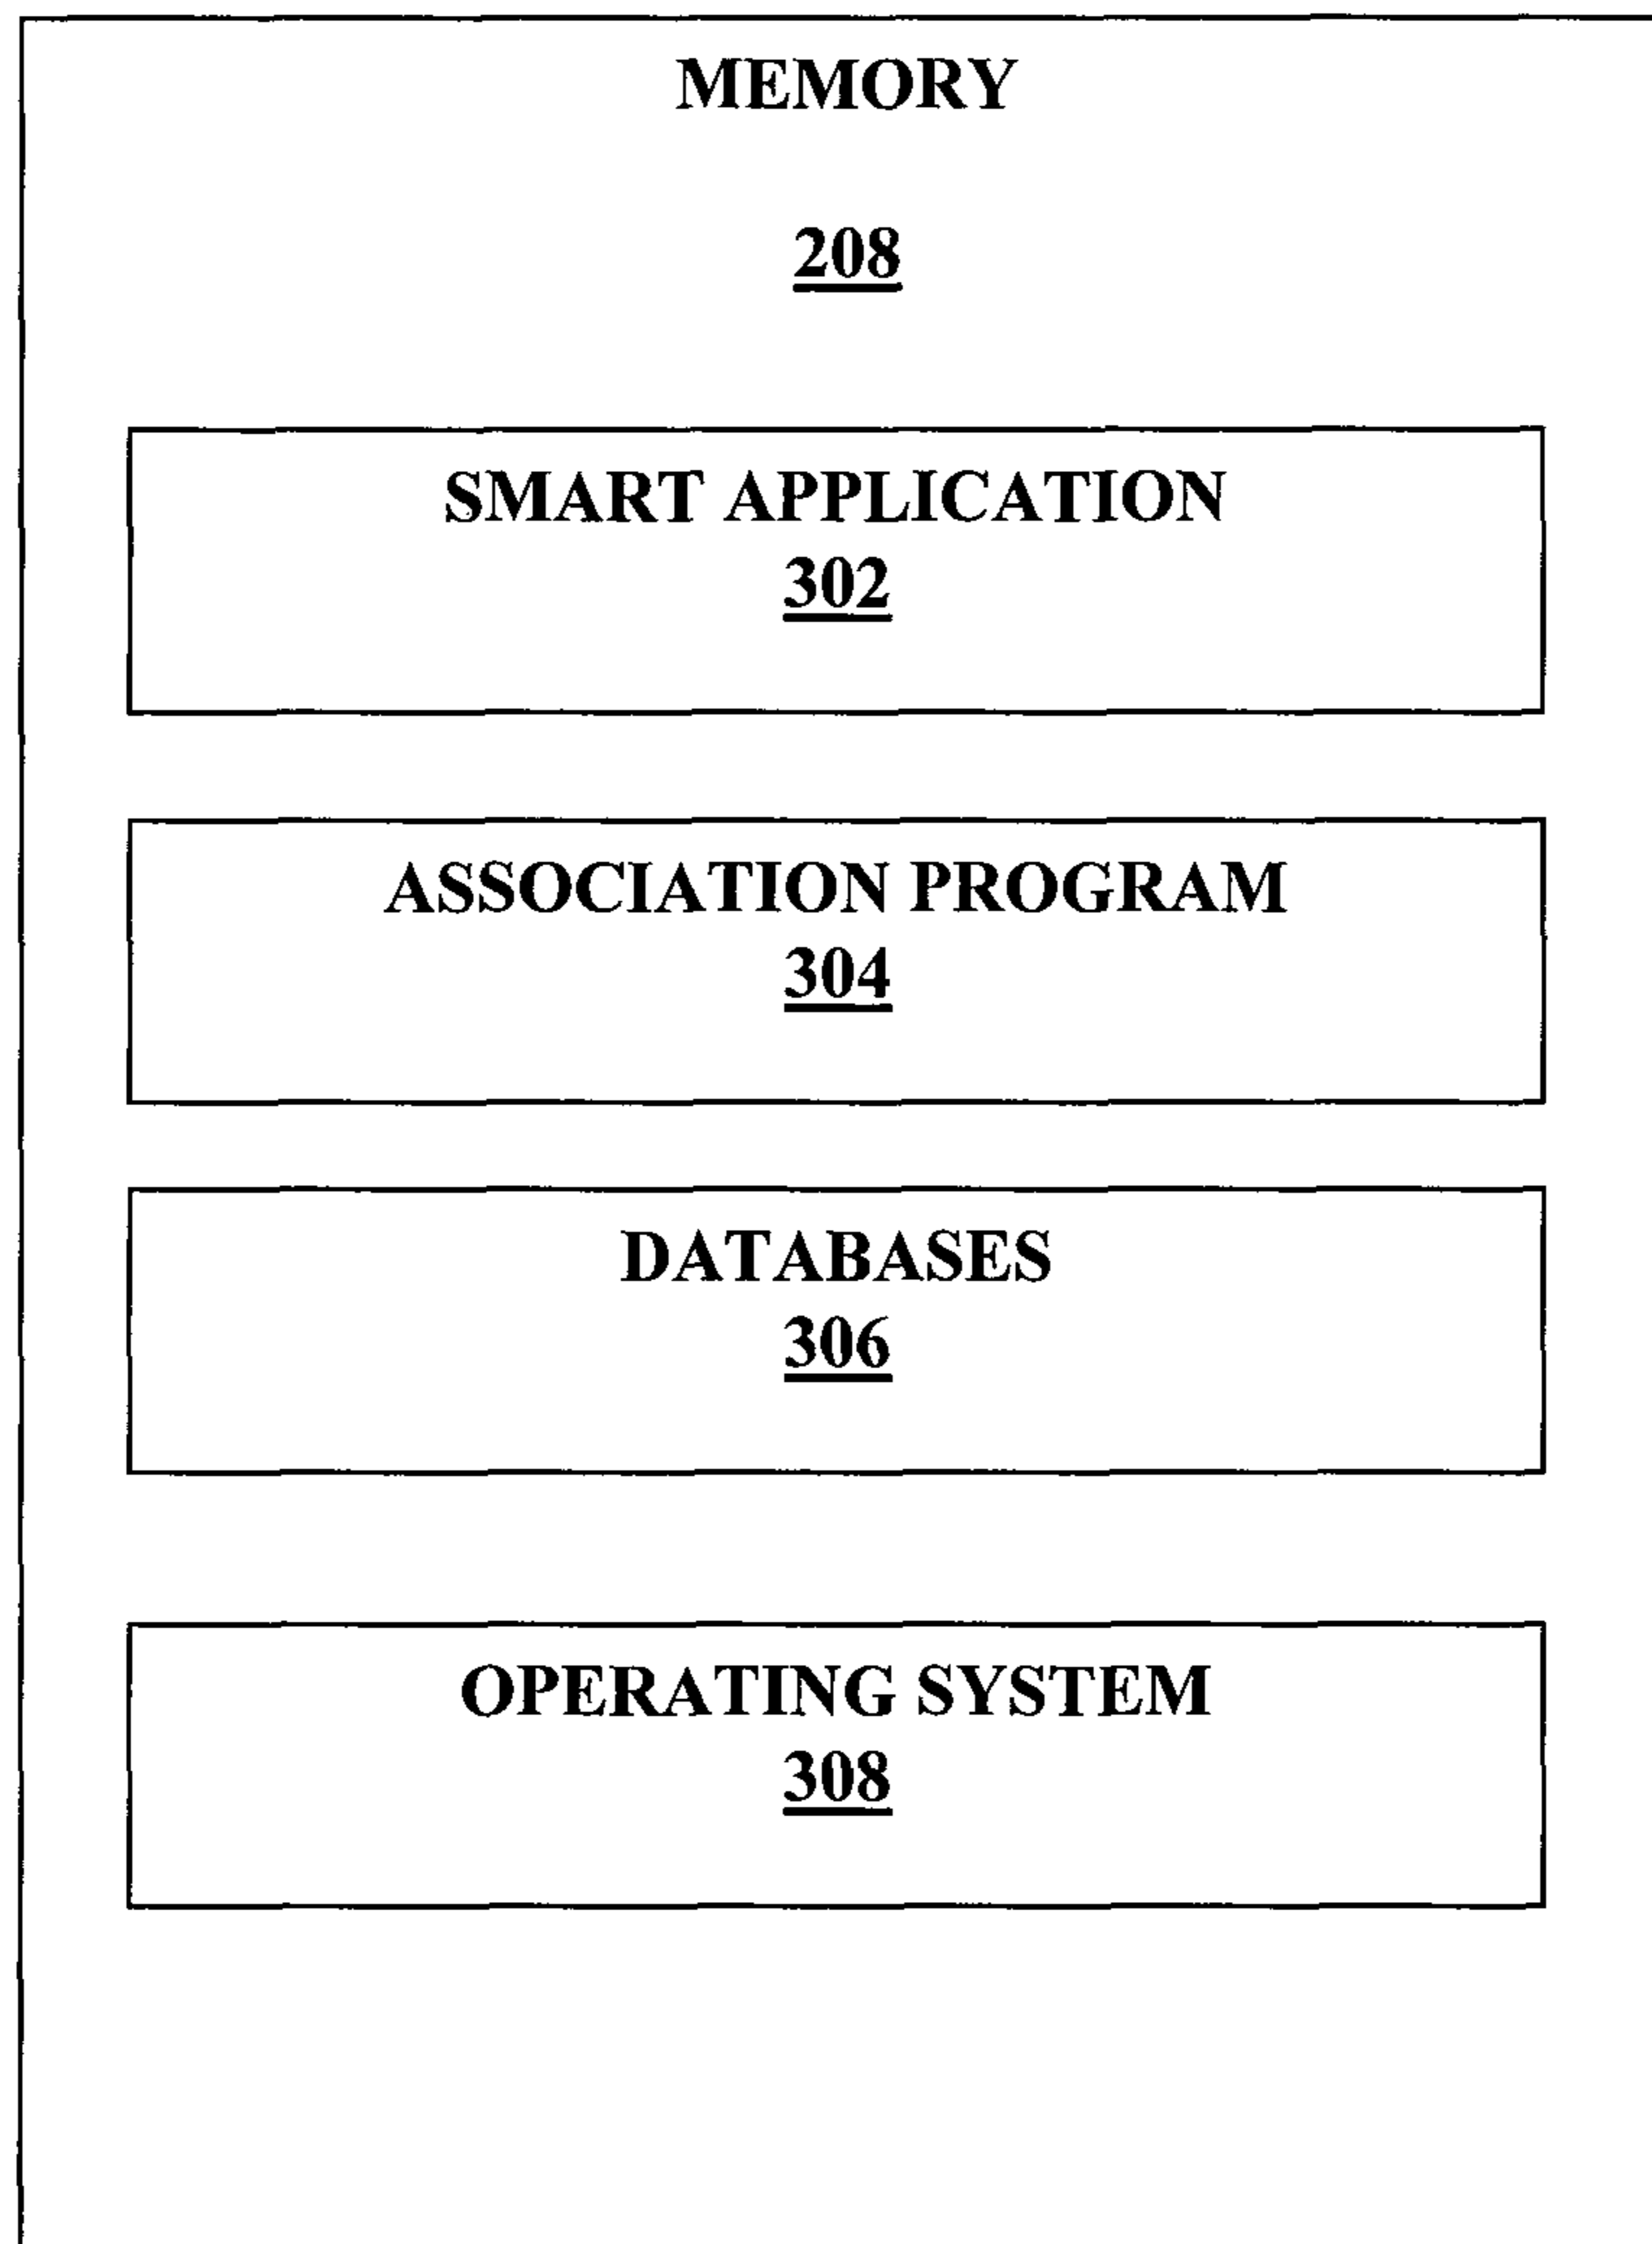 MEMORY
208
SMART APPLICATION
302
ASSOCIATION PROGRAM
304
DATABASES
306
OPERATING SYSTEM
308